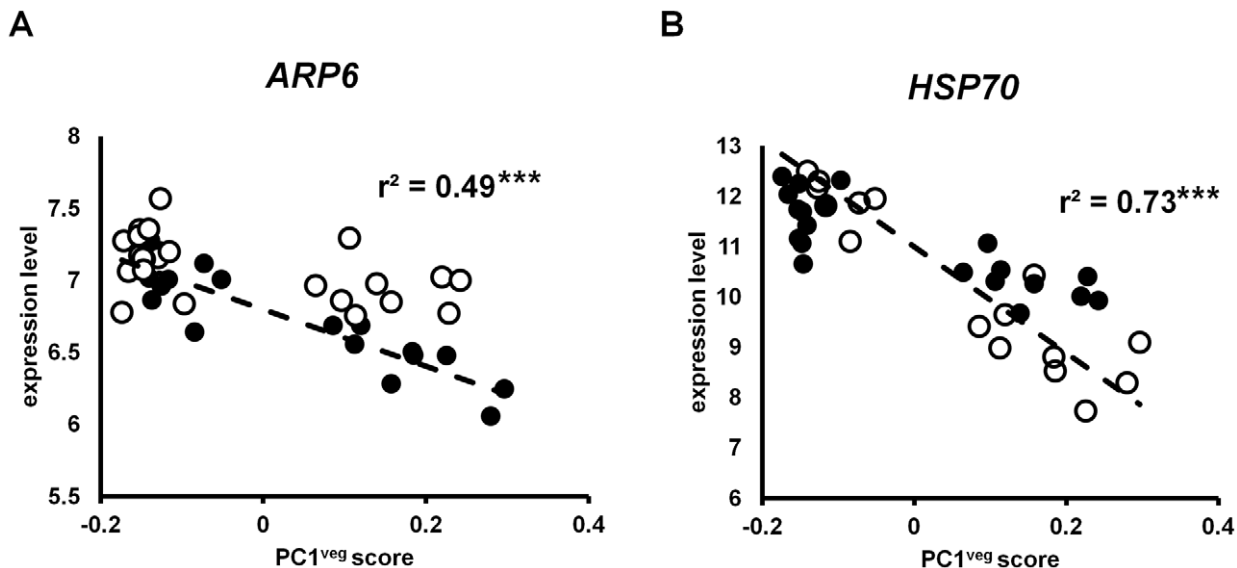 A
ARP6
8
7.5
7
6.5
6
5.5
expression level
r² = 0.49***
-0.2
0
0.2
0.4
PC1veg score
B
HSP70
13
12
11
10
9
8
7
6
expression level
r² = 0.73***
-0.2
0
0.2
0.4
PC1veg score